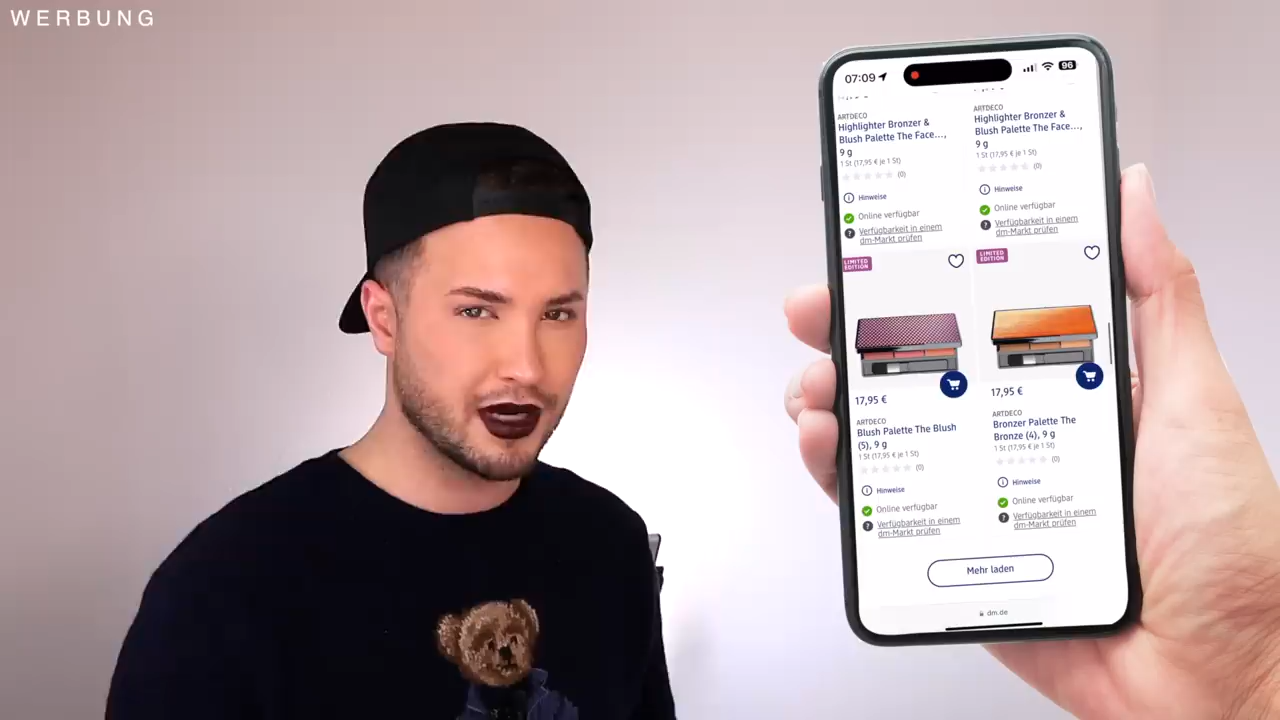 WERBUNG
07:09
96
ARTDECO
Highlighter Bronzer &
Blush Palette The Face...,
9 g
1 St (17,95 € je 1 St)
(0)
Hinweise
Online verfügbar
Verfügbarkeit in einem
dm-Markt prüfen
ARTDECO
Highlighter Bronzer &
Blush Palette The Face...,
9 g
1 St (17,95 € je 1 St)
(0)
Hinweise
Online verfügbar
Verfügbarkeit in einem
dm-Markt prüfen
LIMITED
EDITION
17,95 €
ARTDECO
Blush Palette The Blush
(5), 9 g
1 St (17,95 € je 1 St)
(0)
Hinweise
Online verfügbar
Verfügbarkeit in einem
dm-Markt prüfen
LIMITED
EDITION
17,95 €
ARTDECO
Bronzer Palette The
Bronze (4), 9 g
1 St (17,95 € je 1 St)
(0)
Hinweise
Online verfügbar
Verfügbarkeit in einem
dm-Markt prüfen
Mehr laden
dm.de